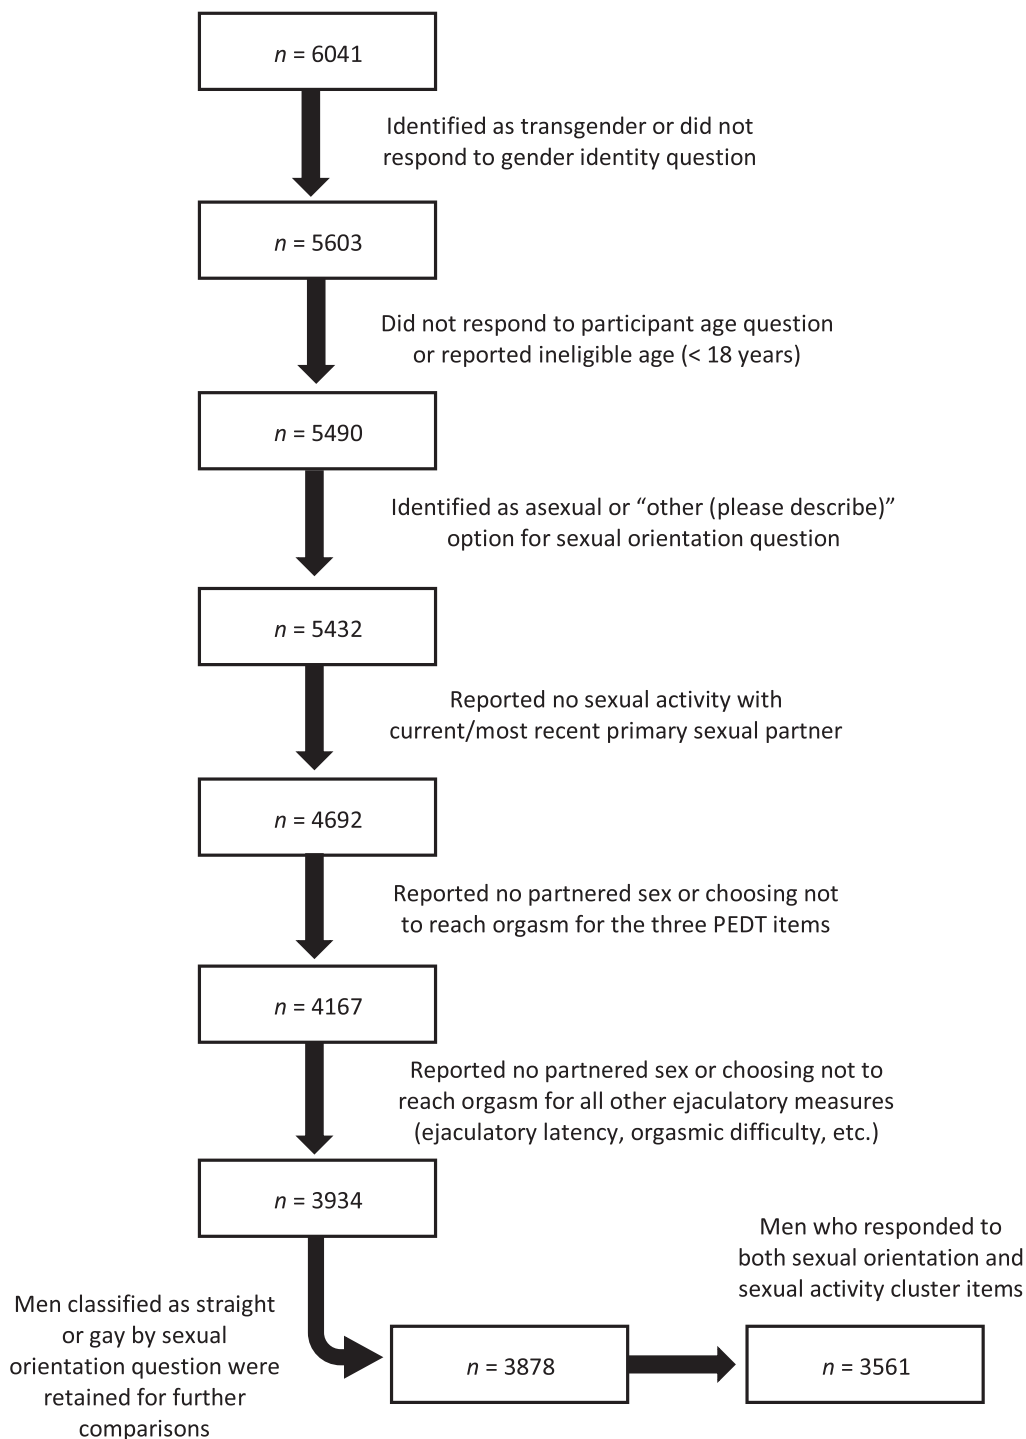 n = 6041
Identified as transgender or did not
respond to gender identity question
n = 5603
Did not respond to participant age question
or reported ineligible age (< 18 years)
n = 5490
Identified as asexual or “other (please describe)”
option for sexual orientation question
n = 5432
Reported no sexual activity with
current/most recent primary sexual partner
n = 4692
Reported no partnered sex or choosing not
to reach orgasm for the three PEDT items
n = 4167
Reported no partnered sex or choosing not to
reach orgasm for all other ejaculatory measures
(ejaculatory latency, orgasmic difficulty, etc.)
n = 3934
Men classified as straight
or gay by sexual
orientation question were
retained for further
comparisons
n = 3878
Men who responded to
both sexual orientation and
sexual activity cluster items
n = 3561